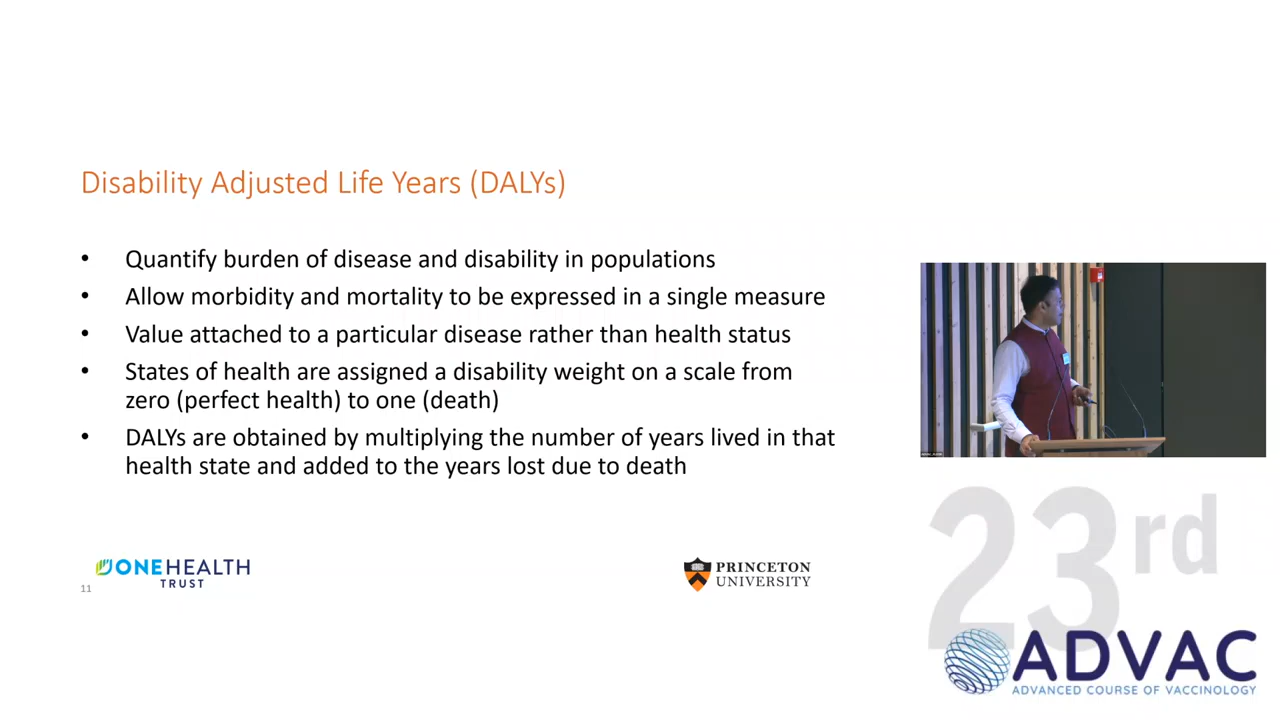 Disability Adjusted Life Years (DALYs)
• Quantify burden of disease and disability in populations
• Allow morbidity and mortality to be expressed in a single measure
• Value attached to a particular disease rather than health status
• States of health are assigned a disability weight on a scale from
zero (perfect health) to one (death)
• DALYs are obtained by multiplying the number of years lived in that
health state and added to the years lost due to death
ONEHEALTH
TRUST
11
PRINCETON
UNIVERSITY
23rd
ADVAC
ADVANCED COURSE OF VACCINOLOGY